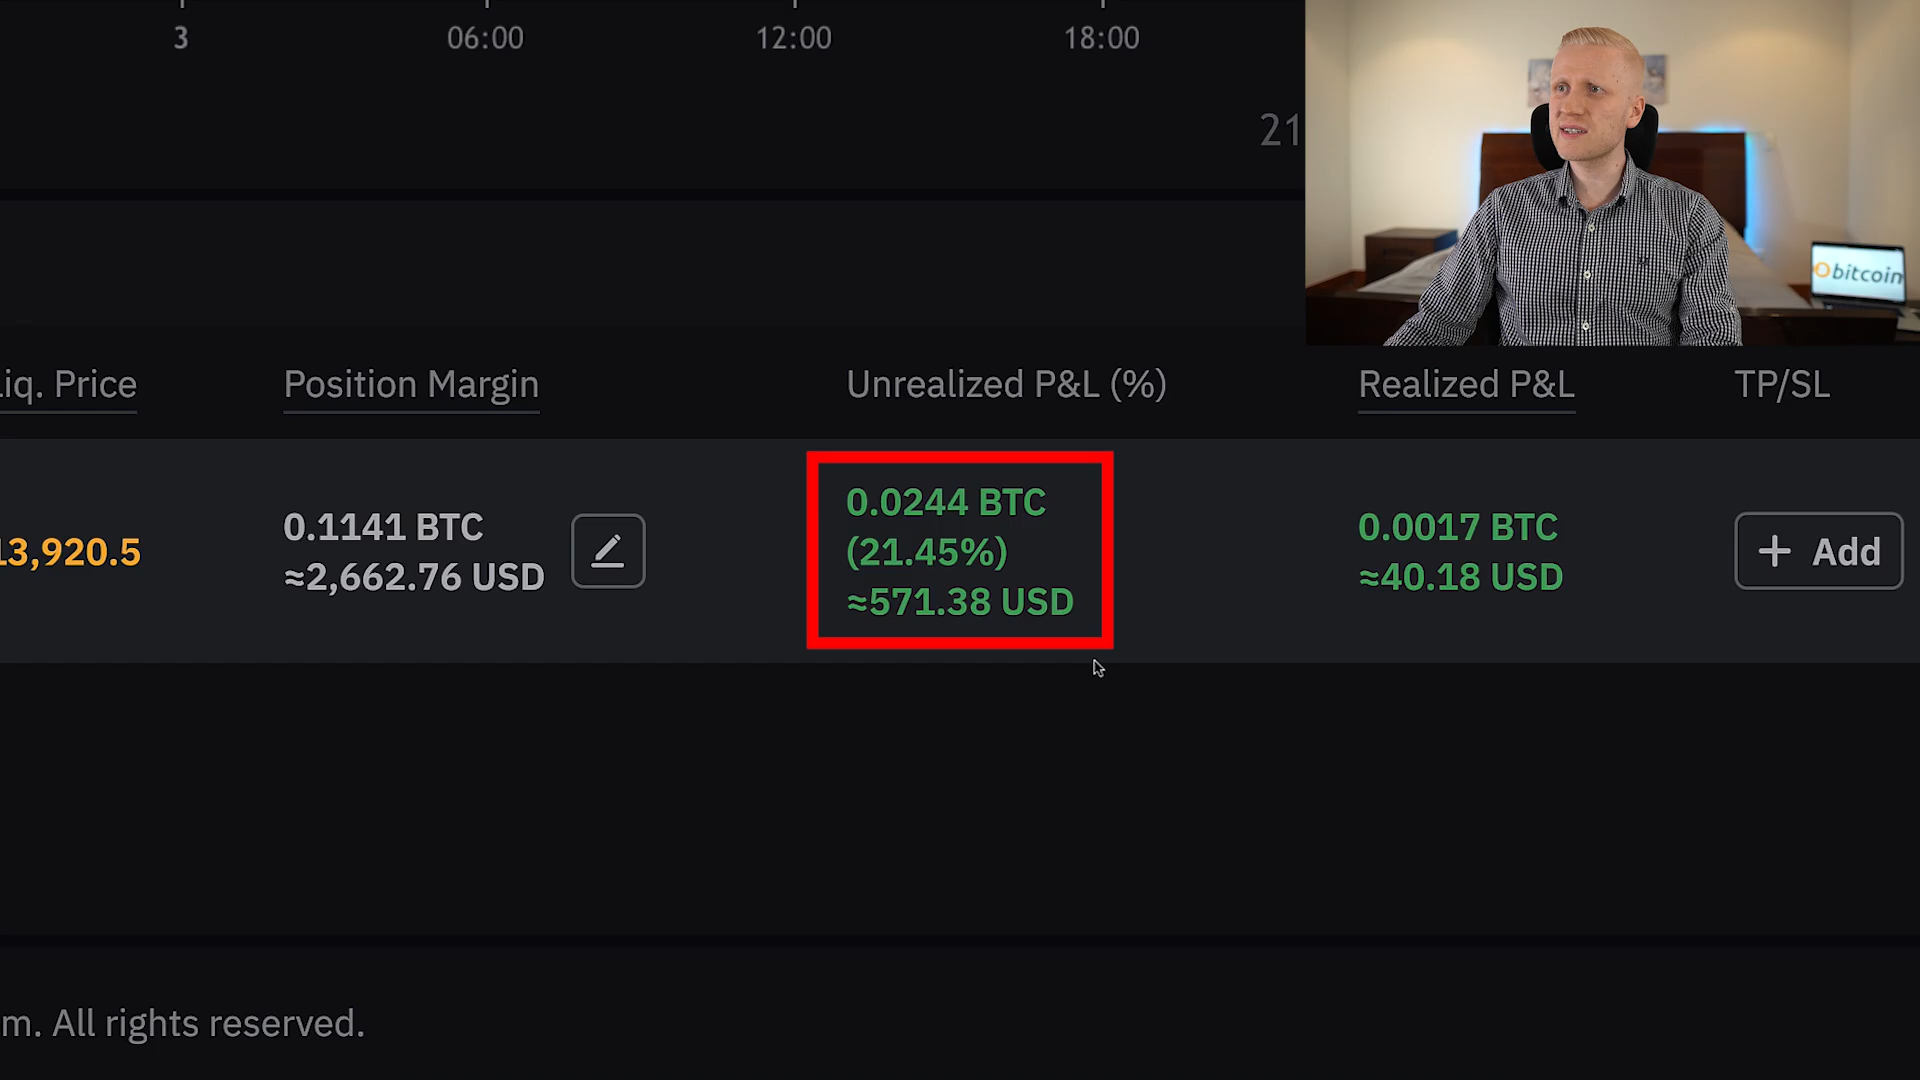 3 06:00 12:00 18:00
21
bitcoin
Liq. Price Position Margin Unrealized P&L (%) Realized P&L TP/SL
0.0244 BTC
0.1141 BTC 0.0017 BTC
13,920.5 (21.45%) + Add
≈2,662.76 USD ≈40.18 USD
≈571.38 USD
m. All rights reserved.